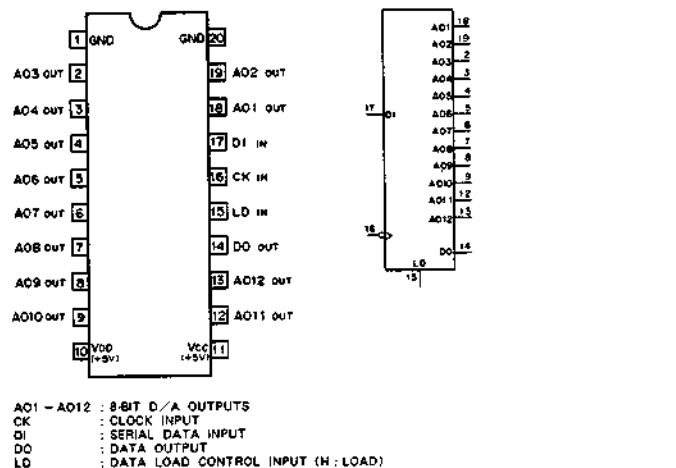 1 GND GND 20
AO3 OUT 2 19 AO2 OUT
AO4 OUT 3 18 AO1 OUT
AO5 OUT 4 17 DI IN
AO6 OUT 5 16 CK IN
AO7 OUT 6 15 LD IN
AO8 OUT 7 14 DO OUT
AO9 OUT 8 13 AO12 OUT
AO10 OUT 9 12 AO11 OUT
10 VDD VCC 11
(+5V) (+5V)
AO1 18
AO2 19
AO3 2
AO4 3
AO5 4
17 DI AO6 5
AO7 6
AO8 7
AO9 8
AO10 9
AO11 12
AO12 13
16
DO 14
LD
15
AO1 - AO12 : 8-BIT D/A OUTPUTS
CK : CLOCK INPUT
DI : SERIAL DATA INPUT
DO : DATA OUTPUT
LD : DATA LOAD CONTROL INPUT (H : LOAD)